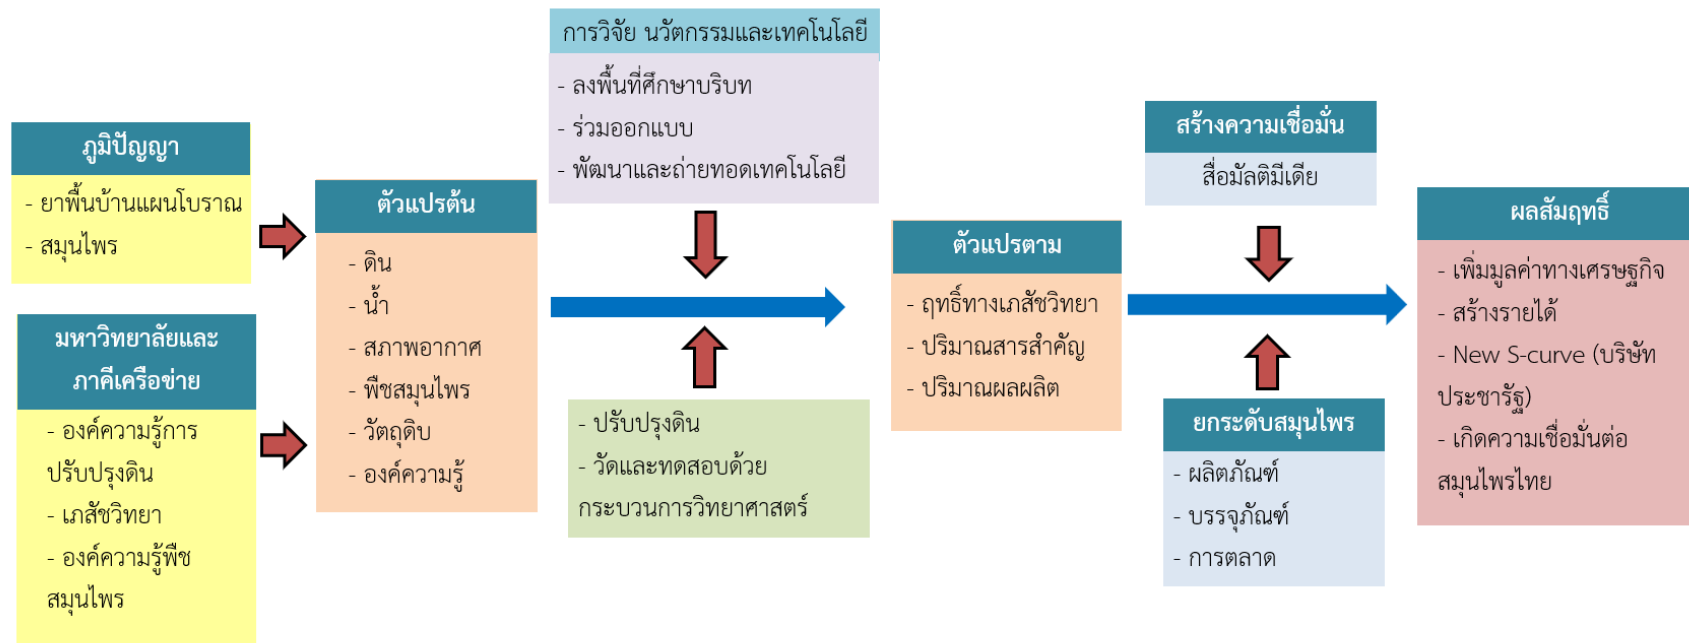 ภูมิปัญญา
- ยาพื้นบ้านแผนโบราณ
- สมุนไพร
มหาวิทยาลัยและ
ภาคีเครือข่าย
- องค์ความรู้การ
ปรับปรุงดิน
- เภสัชวิทยา
- องค์ความรู้พืช
สมุนไพร
ตัวแปรต้น
- ดิน
- น้ำ
- สภาพอากาศ
- พืชสมุนไพร
- วัตถุดิบ
- องค์ความรู้
การวิจัย นวัตกรรมและเทคโนโลยี
- ลงพื้นที่ศึกษาบริบท
- ร่วมออกแบบ
- พัฒนาและถ่ายทอดเทคโนโลยี
- ปรับปรุงดิน
- วัดและทดสอบด้วย
กระบวนการวิทยาศาสตร์
ตัวแปรตาม
- ฤทธิ์ทางเภสัชวิทยา
- ปริมาณสารสำคัญ
- ปริมาณผลผลิต
สร้างความเชื่อมั่น
สื่อมัลติมีเดีย
ยกระดับสมุนไพร
- ผลิตภัณฑ์
- บรรจุภัณฑ์
- การตลาด
ผลสัมฤทธิ์
- เพิ่มมูลค่าทางเศรษฐกิจ
- สร้างรายได้
- New S-curve (บริษัท
ประชารัฐ)
- เกิดความเชื่อมั่นต่อ
สมุนไพรไทย